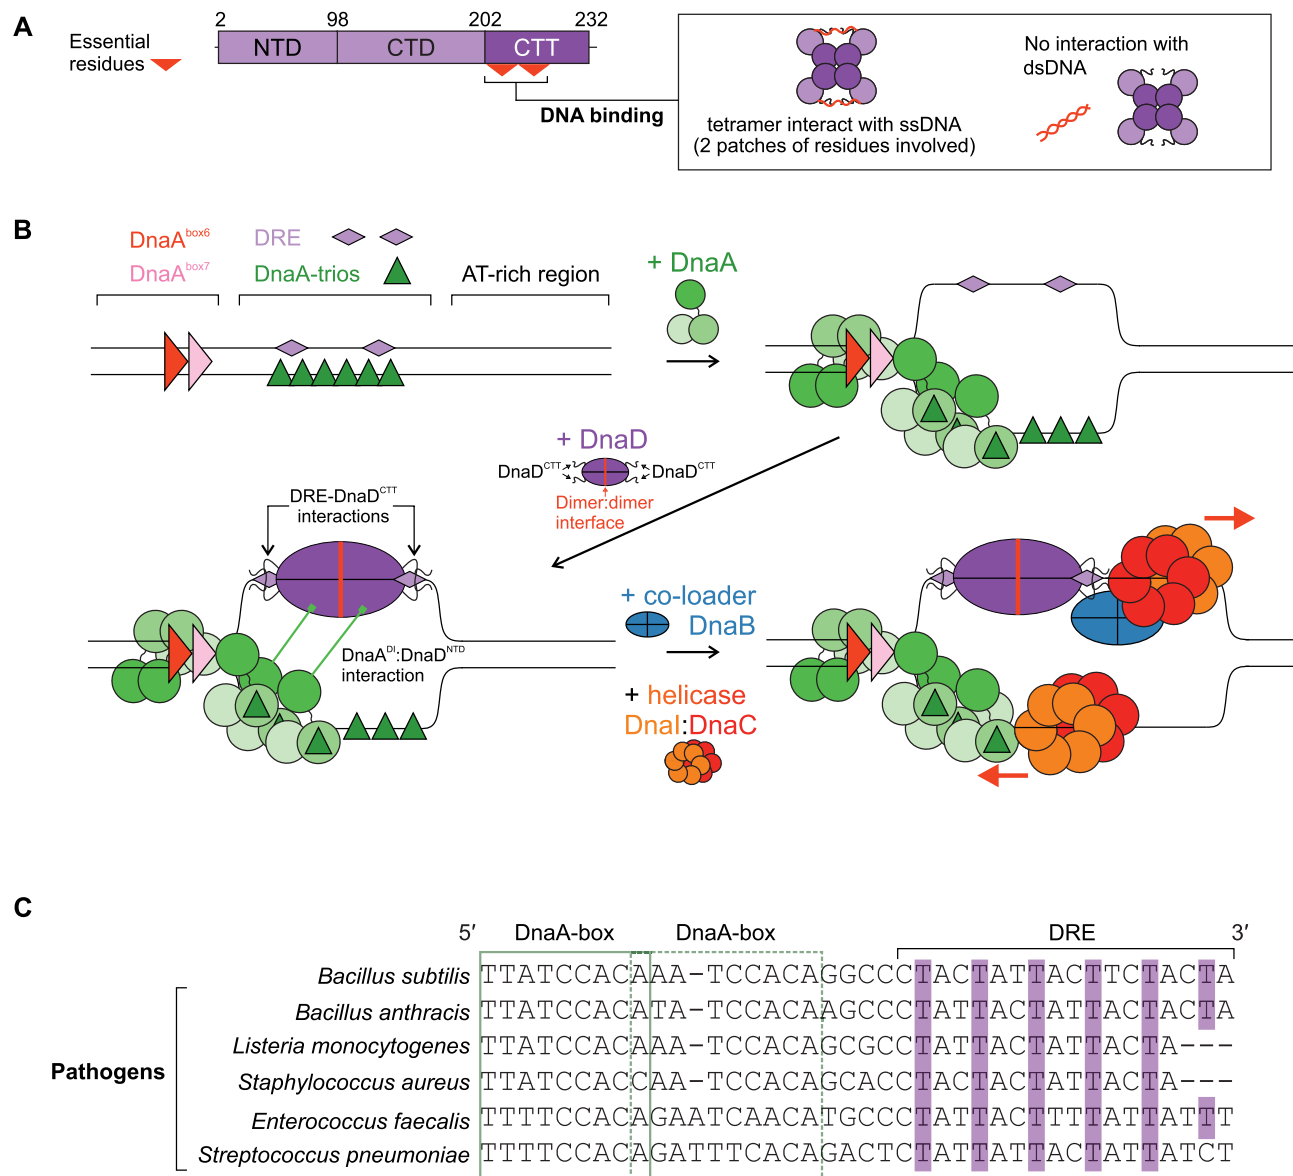 A
2 98 202 232
Essential
residues
NTD CTD CTT
DNA binding
tetramer interact with ssDNA
(2 patches of residues involved)
No interaction with
dsDNA
B
DnaAbox6 DRE
DnaAbox7 DnaA-trios AT-rich region
+ DnaA
+ DnaD
DnaDCTT DnaDCTT
Dimer:dimer
interface
DRE-DnaDCTT
interactions
DnaADI:DnaDNTD
interaction
+ co-loader
DnaB
+ helicase
DnaI:DnaC
C
5′ DnaA-box DnaA-box DRE 3′
Bacillus subtilis TTATCCACAAA-TCCACAGGCCCTACTATTACTTCTACTA
Bacillus anthracis TTATCCACATA-TCCACAAGCCCTATTACTATTACTACTA
Listeria monocytogenes TTATCCACAAA-TCCACAGCGCCTATTACTATTACTA---
Staphylococcus aureus TTATCCACCAA-TCCACAGCACCTACTACTATTACTA---
Enterococcus faecalis TTTTCCACAGAATCAACATGCCCTATTACTTTTATTATTT
Streptococcus pneumoniae TTTTCCACAGATTTCACAGACTCTATTATTACTATTATCT
Pathogens